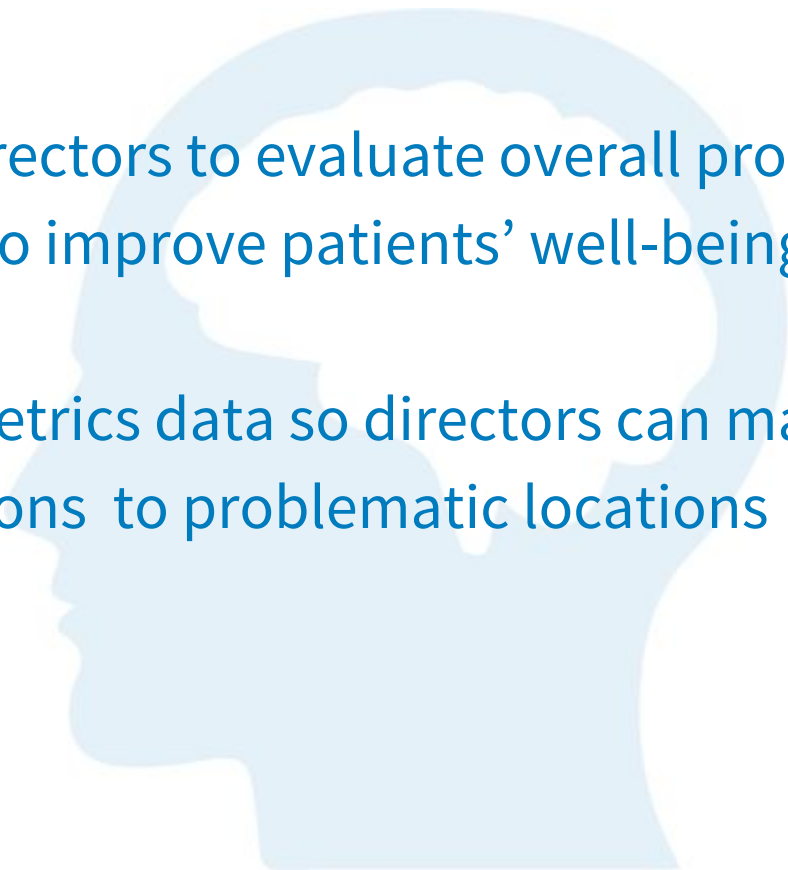 rectors to evaluate overall pro
o improve patients’ well-being
etrics data so directors can ma
ons  to problematic locations